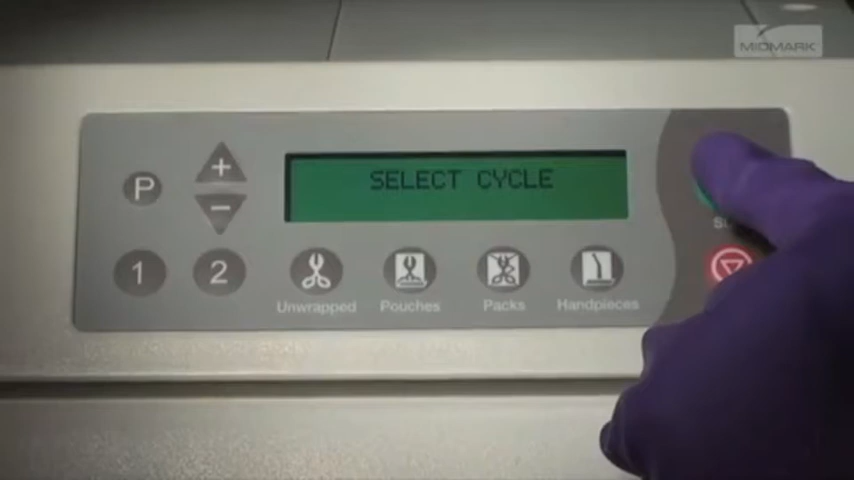 MIDMARK
P
+
SELECT CYCLE
-
1
2
Unwrapped
Pouches
Packs
Handpieces